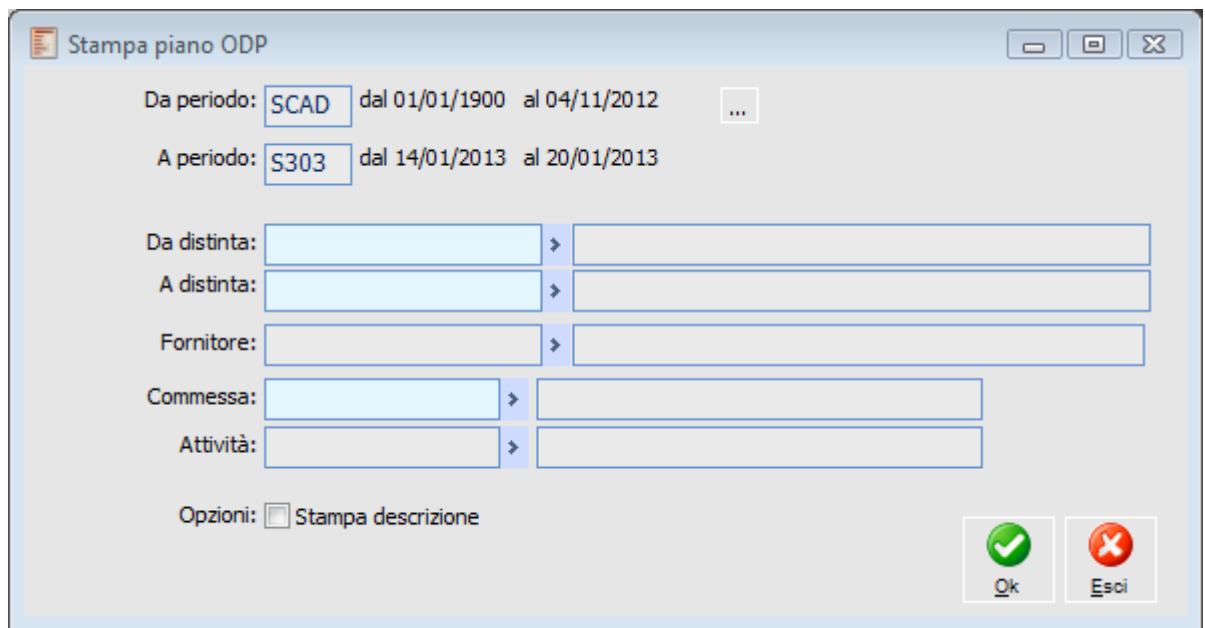 Stampa piano ODP
Da periodo: SCAD dal 01/01/1900 al 04/11/2012 ...
A periodo: S303 dal 14/01/2013 al 20/01/2013
Da distinta:
A distinta:
Fornitore:
Commessa:
Attività:
Opzioni: Stampa descrizione
Ok Esci